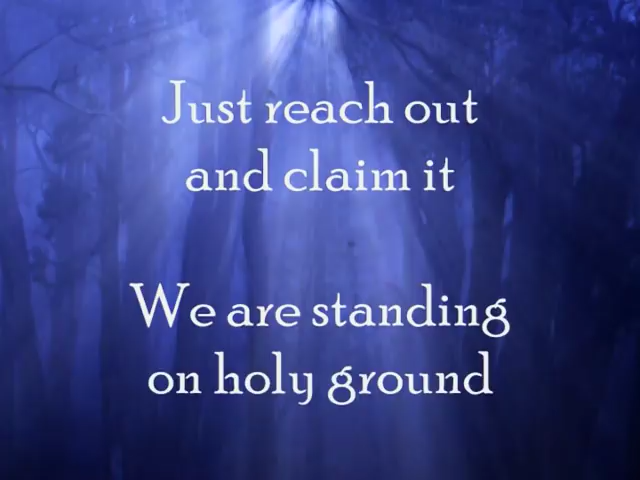 Just reach out
and claim it
We are standing
on holy ground